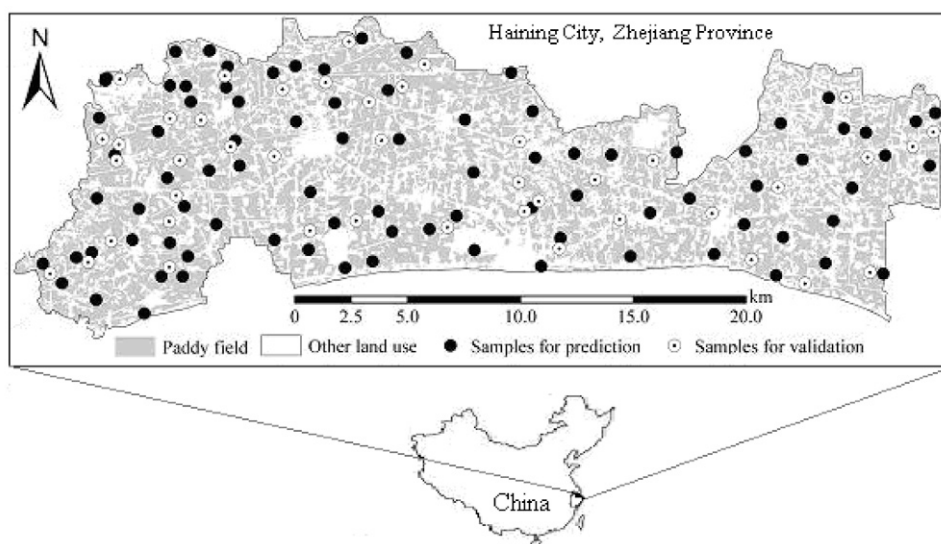 Haining City, Zhejiang Province
N
km
0 2.5 5.0 10.0 15.0 20.0
Paddy field Other land use Samples for prediction Samples for validation
China